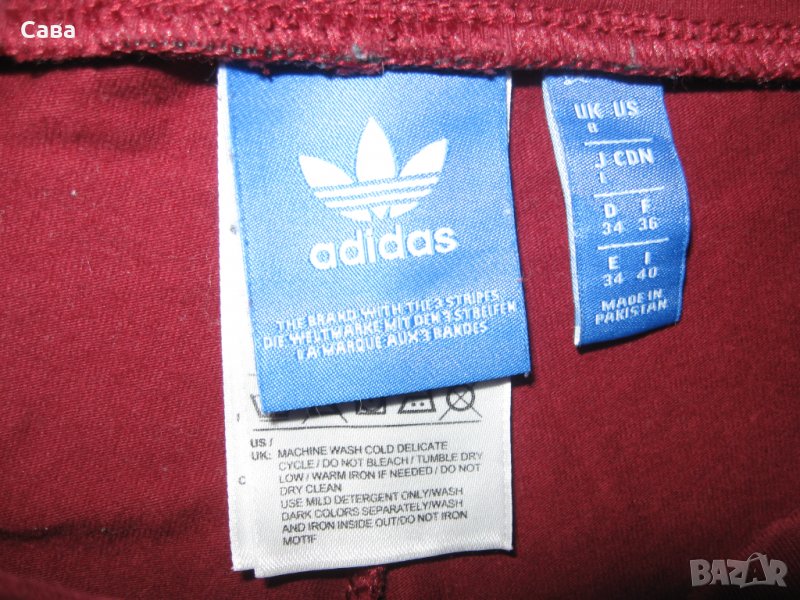 Сава
adidas
THE BRAND WITH THE 3 STRIPES
DIE WELTMARKE MIT DEN 3 STREIFEN
LA MARQUE AUX 3 BANDES
UK US
8
J CDN
L
D F
34 36
E I
34 40
MADE IN
PAKISTAN
US /
UK: MACHINE WASH COLD DELICATE
CYCLE / DO NOT BLEACH / TUMBLE DRY
LOW / WARM IRON IF NEEDED / DO NOT
DRY CLEAN
USE MILD DETERGENT ONLY/WASH
DARK COLORS SEPARATELY/WASH
AND IRON INSIDE OUT/DO NOT IRON
MOTIF
BAZAR